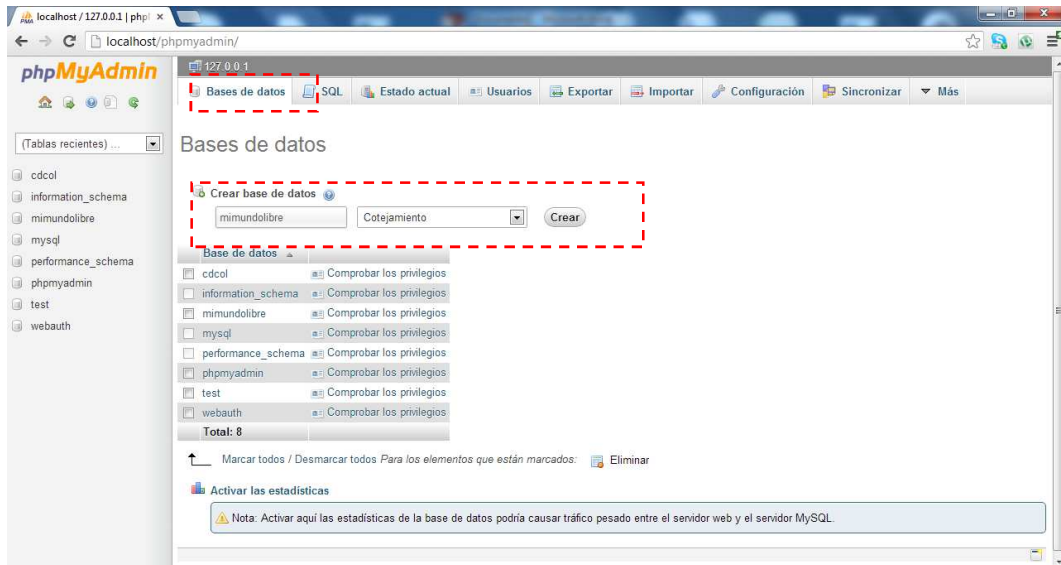 localhost / 127.0.0.1 | phpl
localhost/phpmyadmin/
phpMyAdmin
(Tablas recientes) ...
cdcol
information_schema
mimundolibre
mysql
performance_schema
phpmyadmin
test
webauth
127.0.0.1
Bases de datos SQL Estado actual Usuarios Exportar Importar Configuración Sincronizar Más
Bases de datos
Crear base de datos
mimundolibre Cotejamiento Crear
Base de datos
cdcol Comprobar los privilegios
information_schema Comprobar los privilegios
mimundolibre Comprobar los privilegios
mysql Comprobar los privilegios
performance_schema Comprobar los privilegios
phpmyadmin Comprobar los privilegios
test Comprobar los privilegios
webauth Comprobar los privilegios
Total: 8
Marcar todos / Desmarcar todos Para los elementos que están marcados: Eliminar
Activar las estadísticas
Nota: Activar aquí las estadísticas de la base de datos podría causar tráfico pesado entre el servidor web y el servidor MySQL.